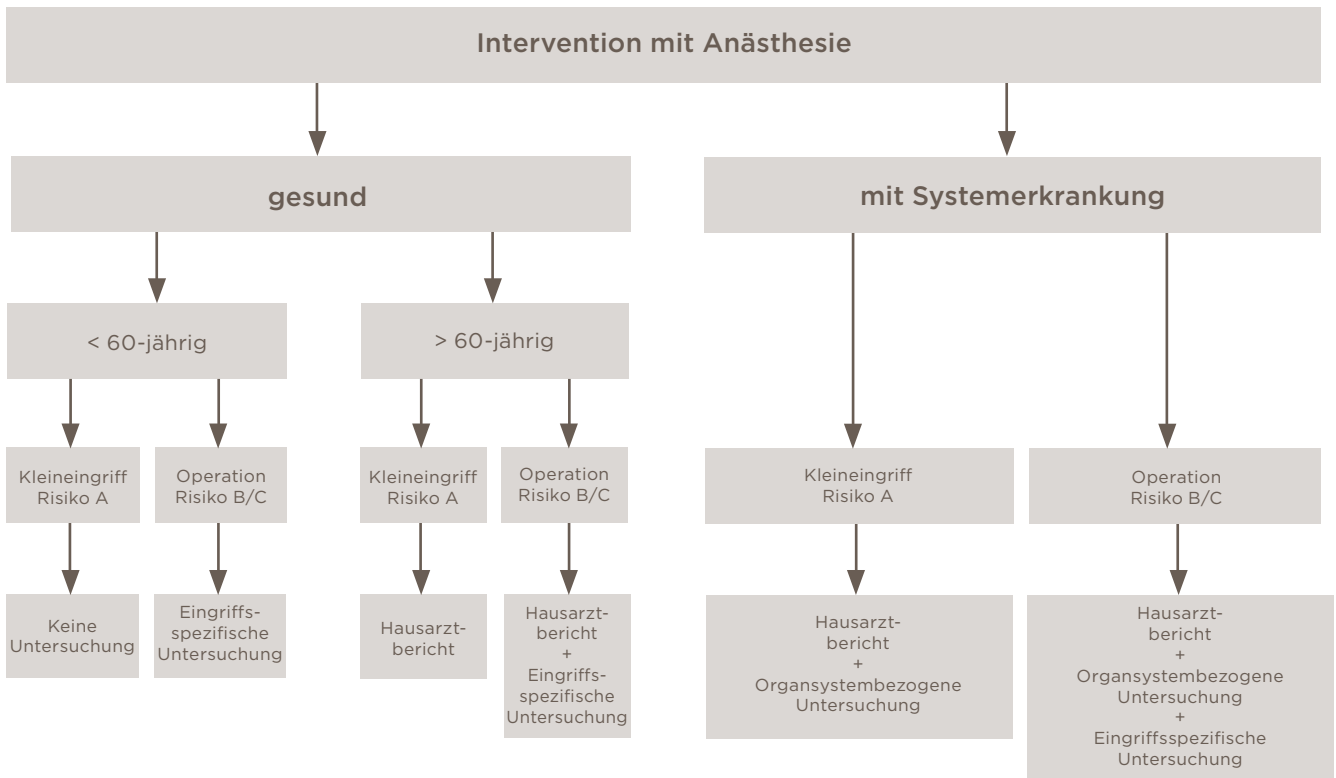 Intervention mit Anästhesie
gesund
mit Systemerkrankung
< 60-jährig
> 60-jährig
Kleineingriff
Risiko A
Operation
Risiko B/C
Kleineingriff
Risiko A
Operation
Risiko B/C
Kleineingriff
Risiko A
Operation
Risiko B/C
Keine
Untersuchung
Eingriffs-
spezifische
Untersuchung
Hausarzt-
bericht
Hausarzt-
bericht
+
Eingriffs-
spezifische
Untersuchung
Hausarzt-
bericht
+
Organsystembezogene
Untersuchung
Hausarzt-
bericht
+
Organsystembezogene
Untersuchung
+
Eingriffsspezifische
Untersuchung